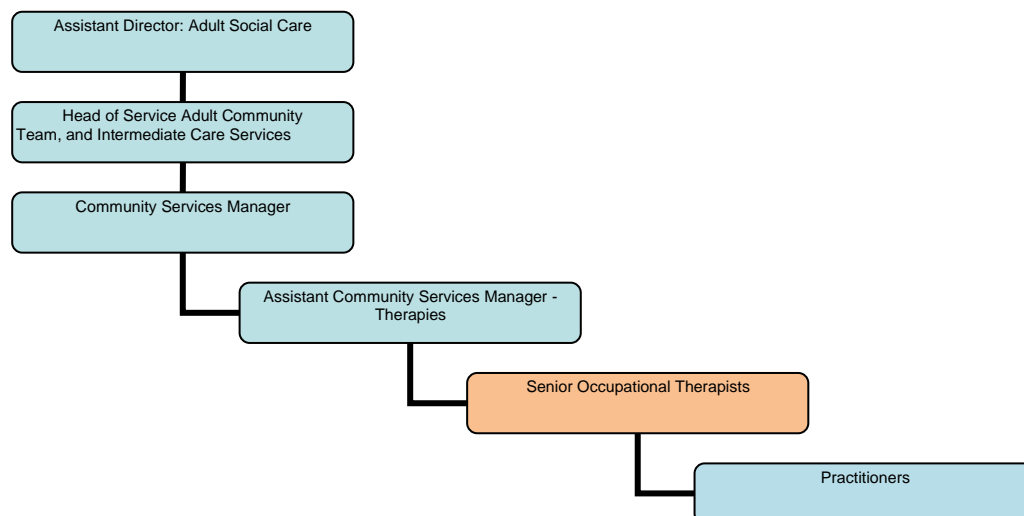 Assistant Director: Adult Social Care
Head of Service Adult Community
Team, and Intermediate Care Services
Community Services Manager
Assistant Community Services Manager -
Therapies
Senior Occupational Therapists
Practitioners